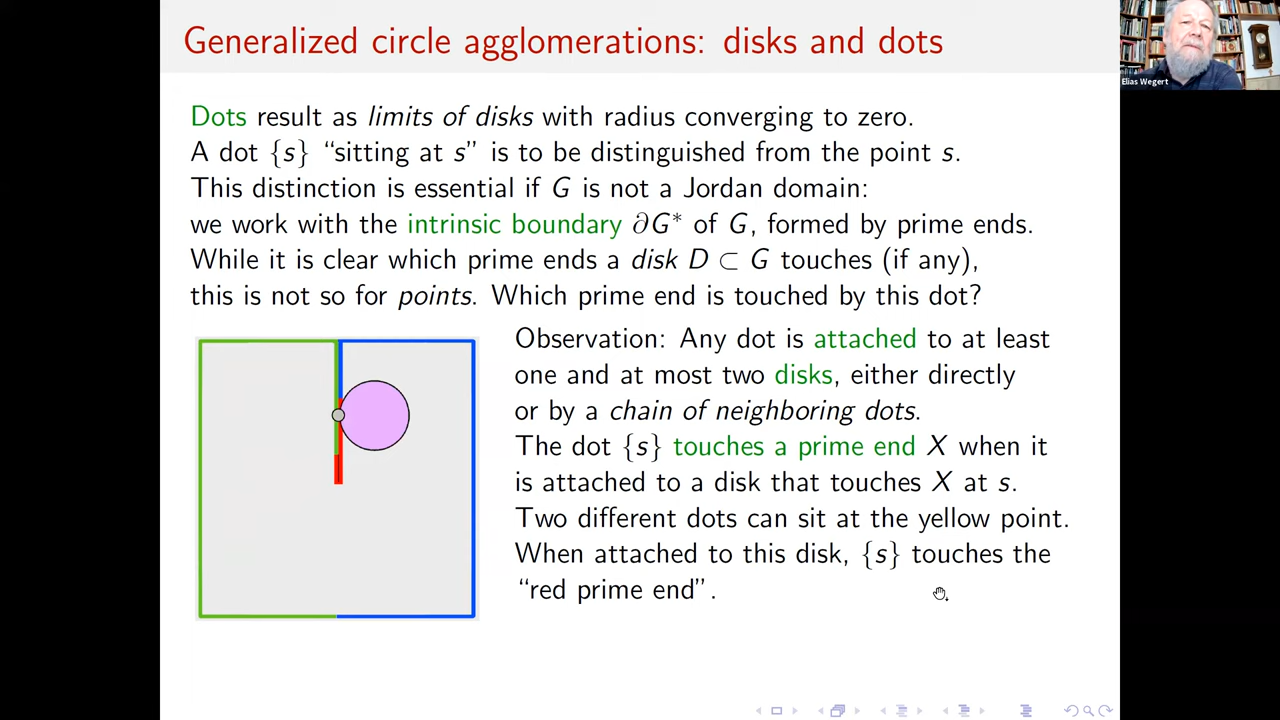 Generalized circle agglomerations: disks and dots
Elias Wegert
Dots result as limits of disks with radius converging to zero.
A dot {s} “sitting at s” is to be distinguished from the point s.
This distinction is essential if G is not a Jordan domain:
we work with the intrinsic boundary ∂G* of G, formed by prime ends.
While it is clear which prime ends a disk D ⊂ G touches (if any),
this is not so for points. Which prime end is touched by this dot?
Observation: Any dot is attached to at least
one and at most two disks, either directly
or by a chain of neighboring dots.
The dot {s} touches a prime end X when it
is attached to a disk that touches X at s.
Two different dots can sit at the yellow point.
When attached to this disk, {s} touches the
“red prime end”.